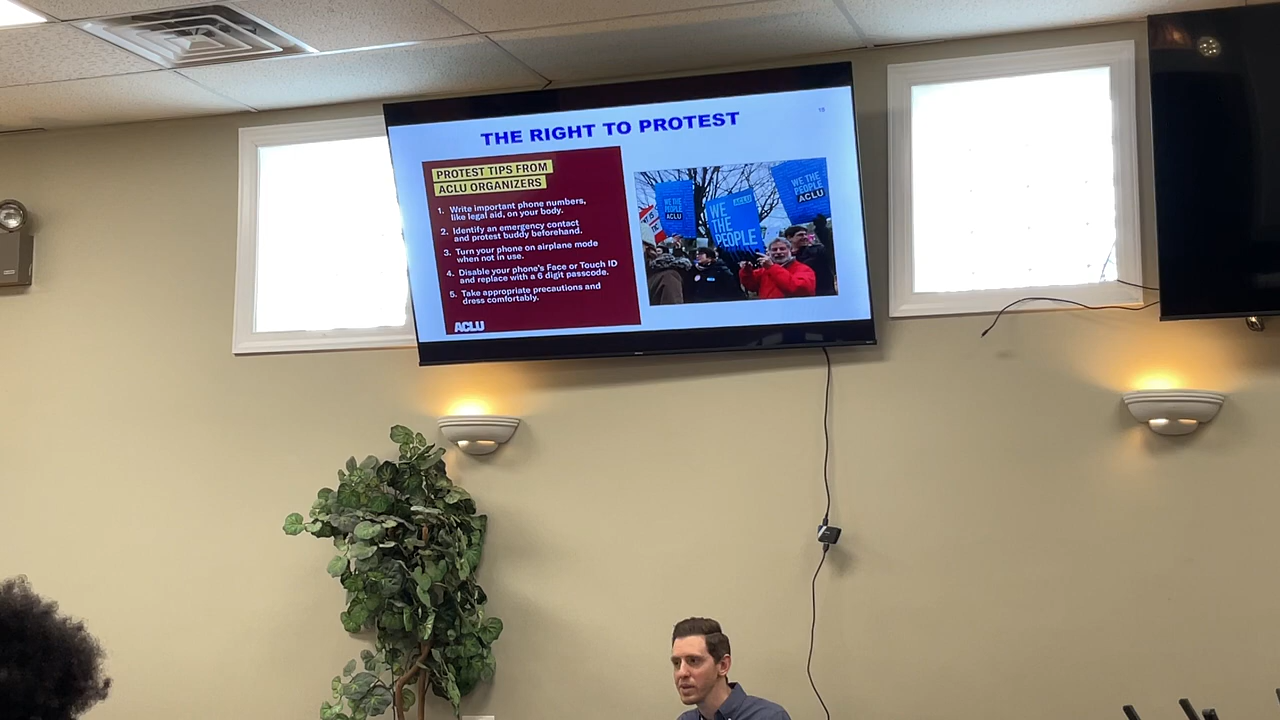 THE RIGHT TO PROTEST
18
PROTEST TIPS FROM
ACLU ORGANIZERS
1. Write important phone numbers,
like legal aid, on your body.
2. Identify an emergency contact
and protest buddy beforehand.
3. Turn your phone on airplane mode
when not in use.
4. Disable your phone's Face or Touch ID
and replace with a 6 digit passcode.
5. Take appropriate precautions and
dress comfortably.
ACLU
WE THE
PEOPLE
ACLU
ACLU
WE
THE
PEOPLE
WE THE
PEOPLE
ACLU